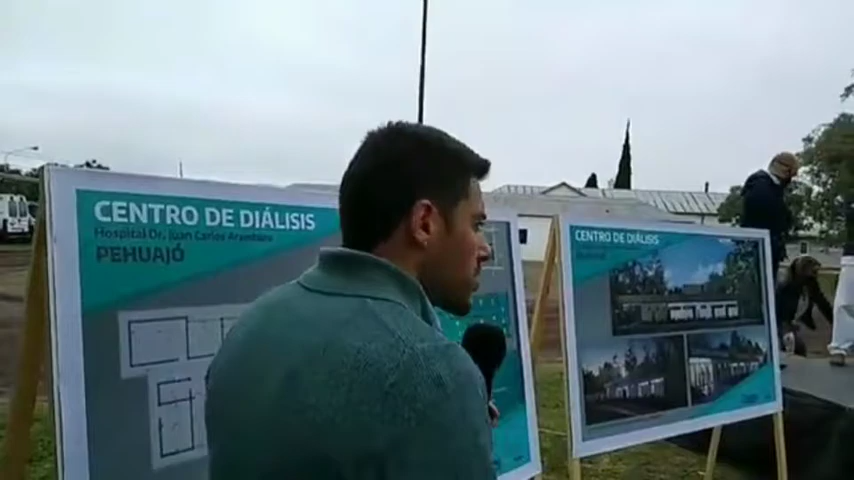 CENTRO DE DIÁLISIS
Hospital Dr. Juan Carlos Aramburu
PEHUAJÓ
CENTRO DE DIÁLISIS